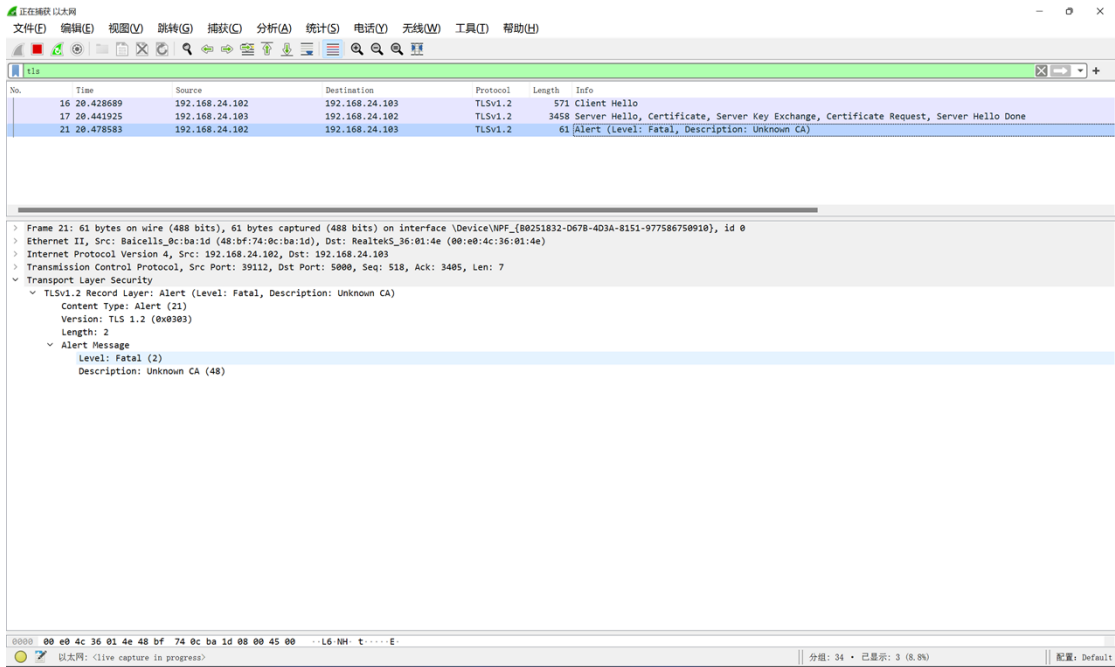 正在捕获 以太网
文件(F) 编辑(E) 视图(V) 跳转(G) 捕获(C) 分析(A) 统计(S) 电话(Y) 无线(W) 工具(T) 帮助(H)
tls
No. Time Source Destination Protocol Length Info
16 20.428689 192.168.24.102 192.168.24.103 TLSv1.2 571 Client Hello
17 20.441925 192.168.24.103 192.168.24.102 TLSv1.2 3458 Server Hello, Certificate, Server Key Exchange, Certificate Request, Server Hello Done
21 20.478583 192.168.24.102 192.168.24.103 TLSv1.2 61 Alert (Level: Fatal, Description: Unknown CA)
Frame 21: 61 bytes on wire (488 bits), 61 bytes captured (488 bits) on interface \Device\NPF_{B0251832-D67B-4D3A-8151-977586750910}, id 0
Ethernet II, Src: Baicells_0c:ba:1d (48:bf:74:0c:ba:1d), Dst: RealtekS_36:01:4e (00:e0:4c:36:01:4e)
Internet Protocol Version 4, Src: 192.168.24.102, Dst: 192.168.24.103
Transmission Control Protocol, Src Port: 39112, Dst Port: 5000, Seq: 518, Ack: 3405, Len: 7
Transport Layer Security
TLSv1.2 Record Layer: Alert (Level: Fatal, Description: Unknown CA)
Content Type: Alert (21)
Version: TLS 1.2 (0x0303)
Length: 2
Alert Message
Level: Fatal (2)
Description: Unknown CA (48)
0000 00 e0 4c 36 01 4e 48 bf 74 0c ba 1d 08 00 45 00 ··L6·NH· t·····E·
以太网: <live capture in progress> 分组: 34 · 已显示: 3 (8.8%) 配置: Default